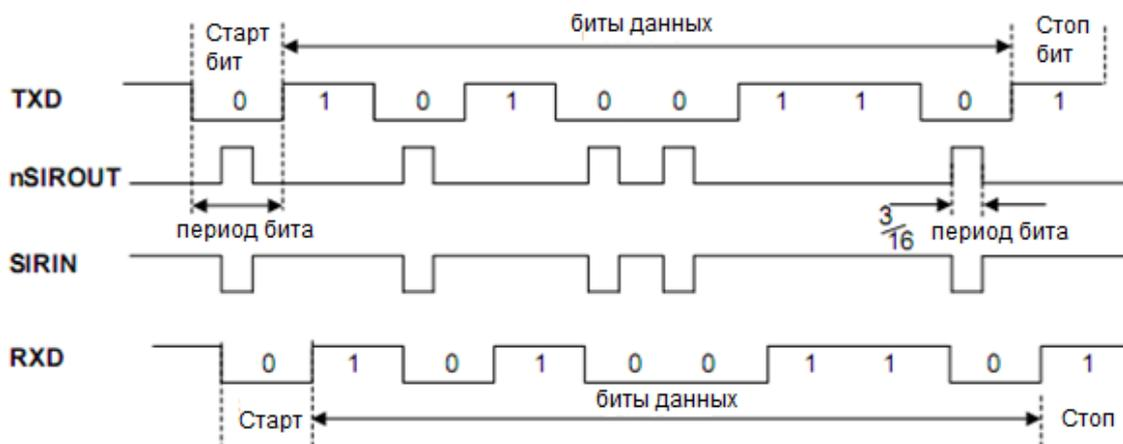 Старт бит
биты данных
Стоп бит
TXD 0 1 0 1 0 0 1 1 0 1
nSIROUT
период бита
3/16 период бита
SIRIN
RXD 0 1 0 1 0 0 1 1 0 1
Старт
биты данных
Стоп